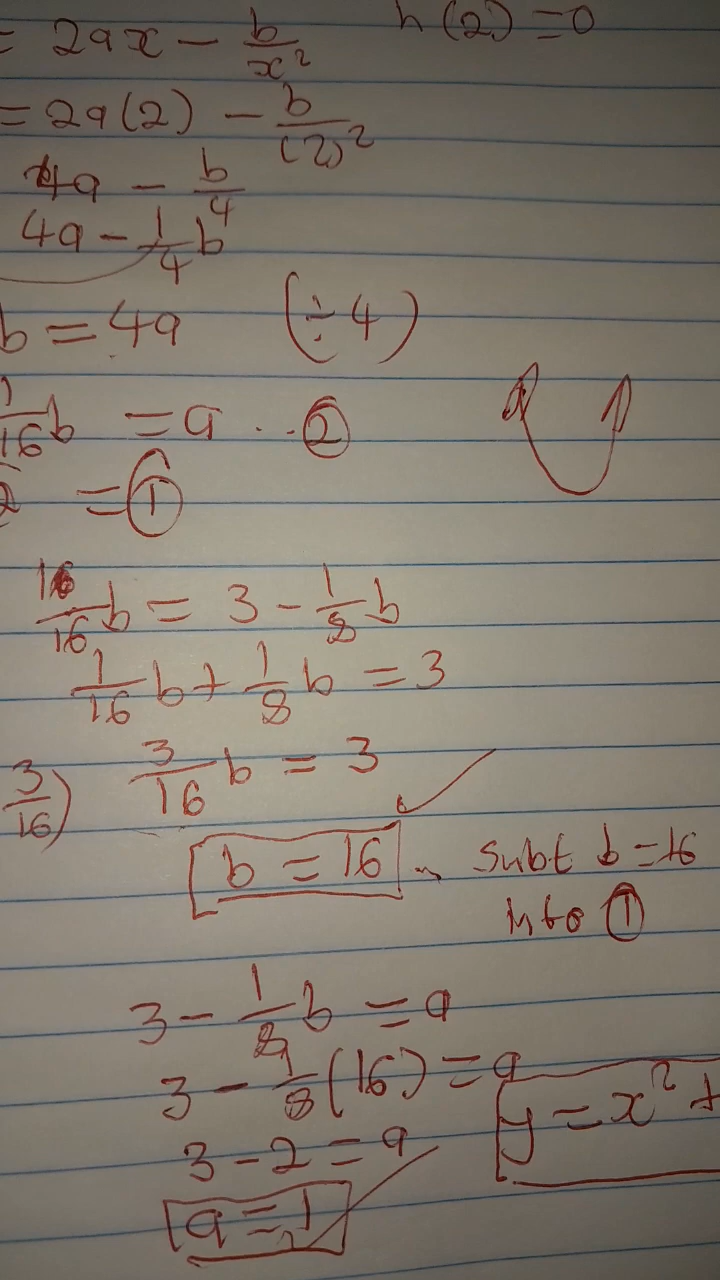 = 2ax - b/x² h(2) = 0
= 2a(2) - b/(2)²
4a - b/4
4a - 1/4 b
b = 4a (÷4)
1/16 b = a ..②
2 = ①
16/16 b = 3 - 1/8 b
1/16 b + 1/8 b = 3
3/16) 3/16 b = 3
b = 16 subt b = 16
into ①
3 - 1/8 b = a
3 - 1/8 (16) = a
3 - 2 = a y = x² +
a = 1